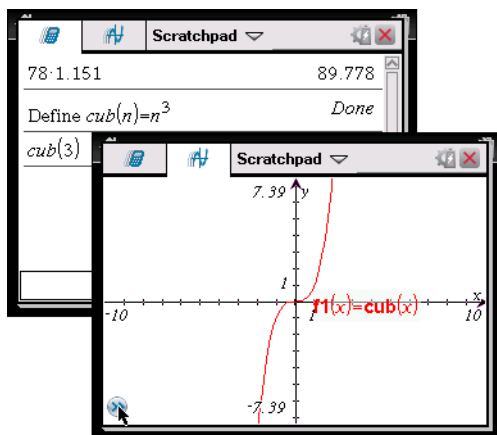 Scratchpad
78·1.151 89.778
Define cub(n)=n³ Done
cub(3)
Scratchpad
7.39 y
1
x
-10 1 10
f1(x)=cub(x)
-7.39